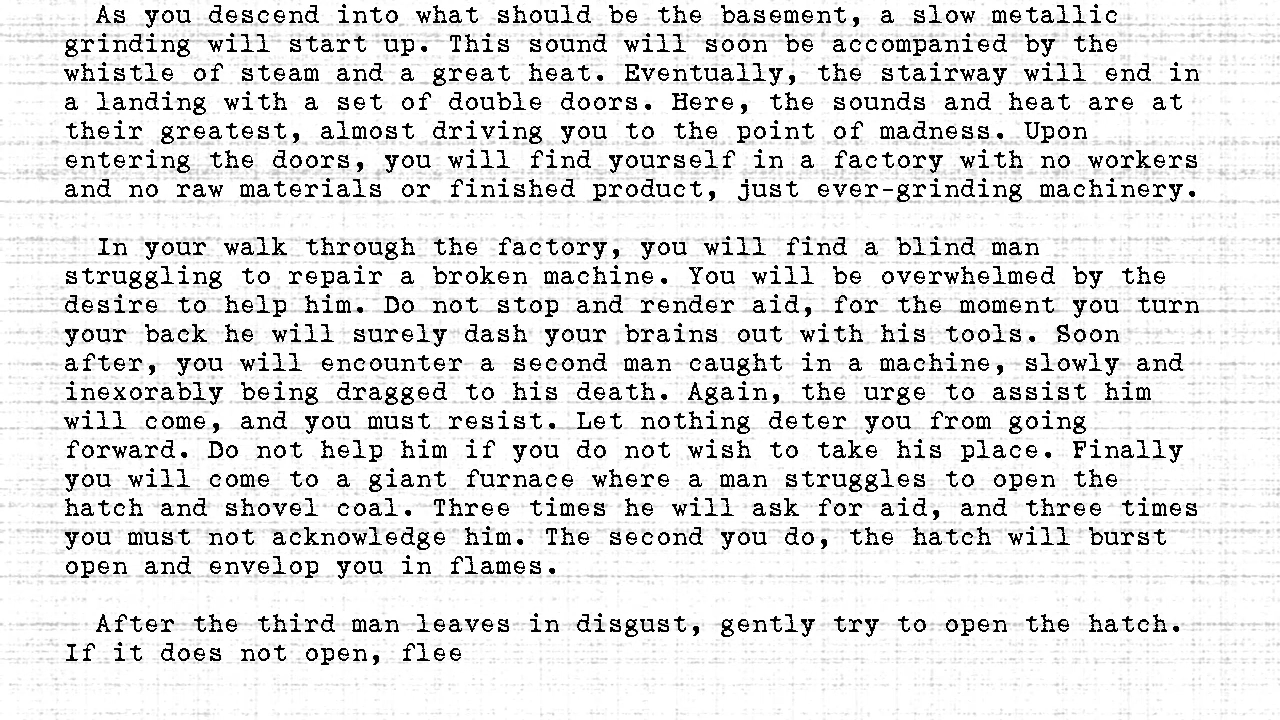 As you descend into what should be the basement, a slow metallic
grinding will start up. This sound will soon be accompanied by the
whistle of steam and a great heat. Eventually, the stairway will end in
a landing with a set of double doors. Here, the sounds and heat are at
their greatest, almost driving you to the point of madness. Upon
entering the doors, you will find yourself in a factory with no workers
and no raw materials or finished product, just ever-grinding machinery.

In your walk through the factory, you will find a blind man
struggling to repair a broken machine. You will be overwhelmed by the
desire to help him. Do not stop and render aid, for the moment you turn
your back he will surely dash your brains out with his tools. Soon
after, you will encounter a second man caught in a machine, slowly and
inexorably being dragged to his death. Again, the urge to assist him
will come, and you must resist. Let nothing deter you from going
forward. Do not help him if you do not wish to take his place. Finally
you will come to a giant furnace where a man struggles to open the
hatch and shovel coal. Three times he will ask for aid, and three times
you must not acknowledge him. The second you do, the hatch will burst
open and envelop you in flames.

After the third man leaves in disgust, gently try to open the hatch.
If it does not open, flee